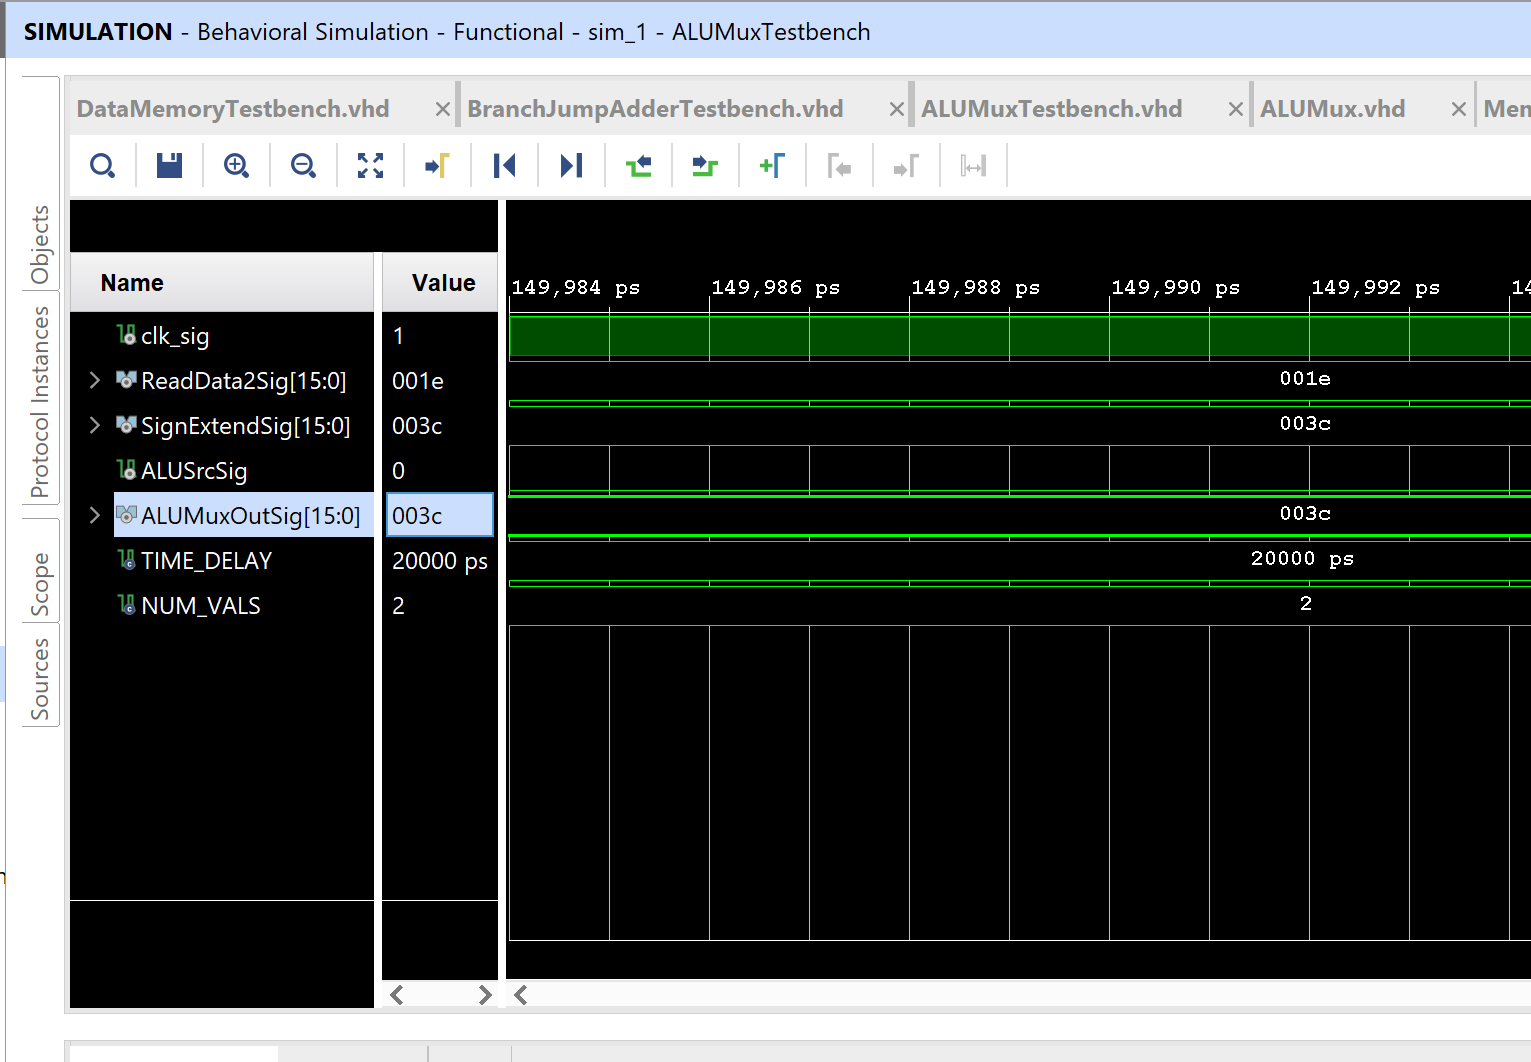 SIMULATION - Behavioral Simulation - Functional - sim_1 - ALUMuxTestbench
DataMemoryTestbench.vhd
BranchJumpAdderTestbench.vhd
ALUMuxTestbench.vhd
ALUMux.vhd
Objects
Protocol Instances
Scope
Sources
Name Value
149,984 ps 149,986 ps 149,988 ps 149,990 ps 149,992 ps
clk_sig 1
ReadData2Sig[15:0] 001e 001e
SignExtendSig[15:0] 003c 003c
ALUSrcSig 0
ALUMuxOutSig[15:0] 003c 003c
TIME_DELAY 20000 ps 20000 ps
NUM_VALS 2 2